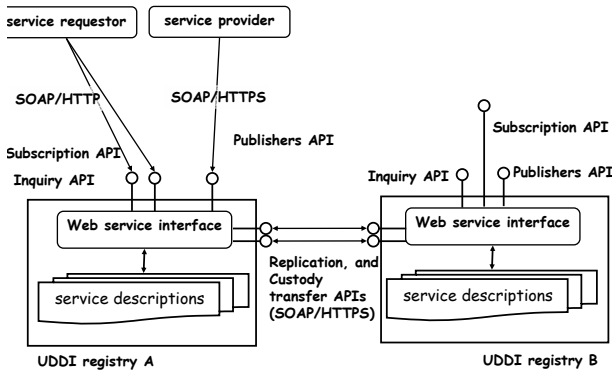 service requestor
service provider
SOAP/HTTP
SOAP/HTTPS
Subscription API
Publishers API
Inquiry API
Subscription API
Inquiry API
Publishers API
Web service interface
Web service interface
service descriptions
Replication, and
Custody
transfer APIs
(SOAP/HTTPS)
service descriptions
UDDI registry A
UDDI registry B